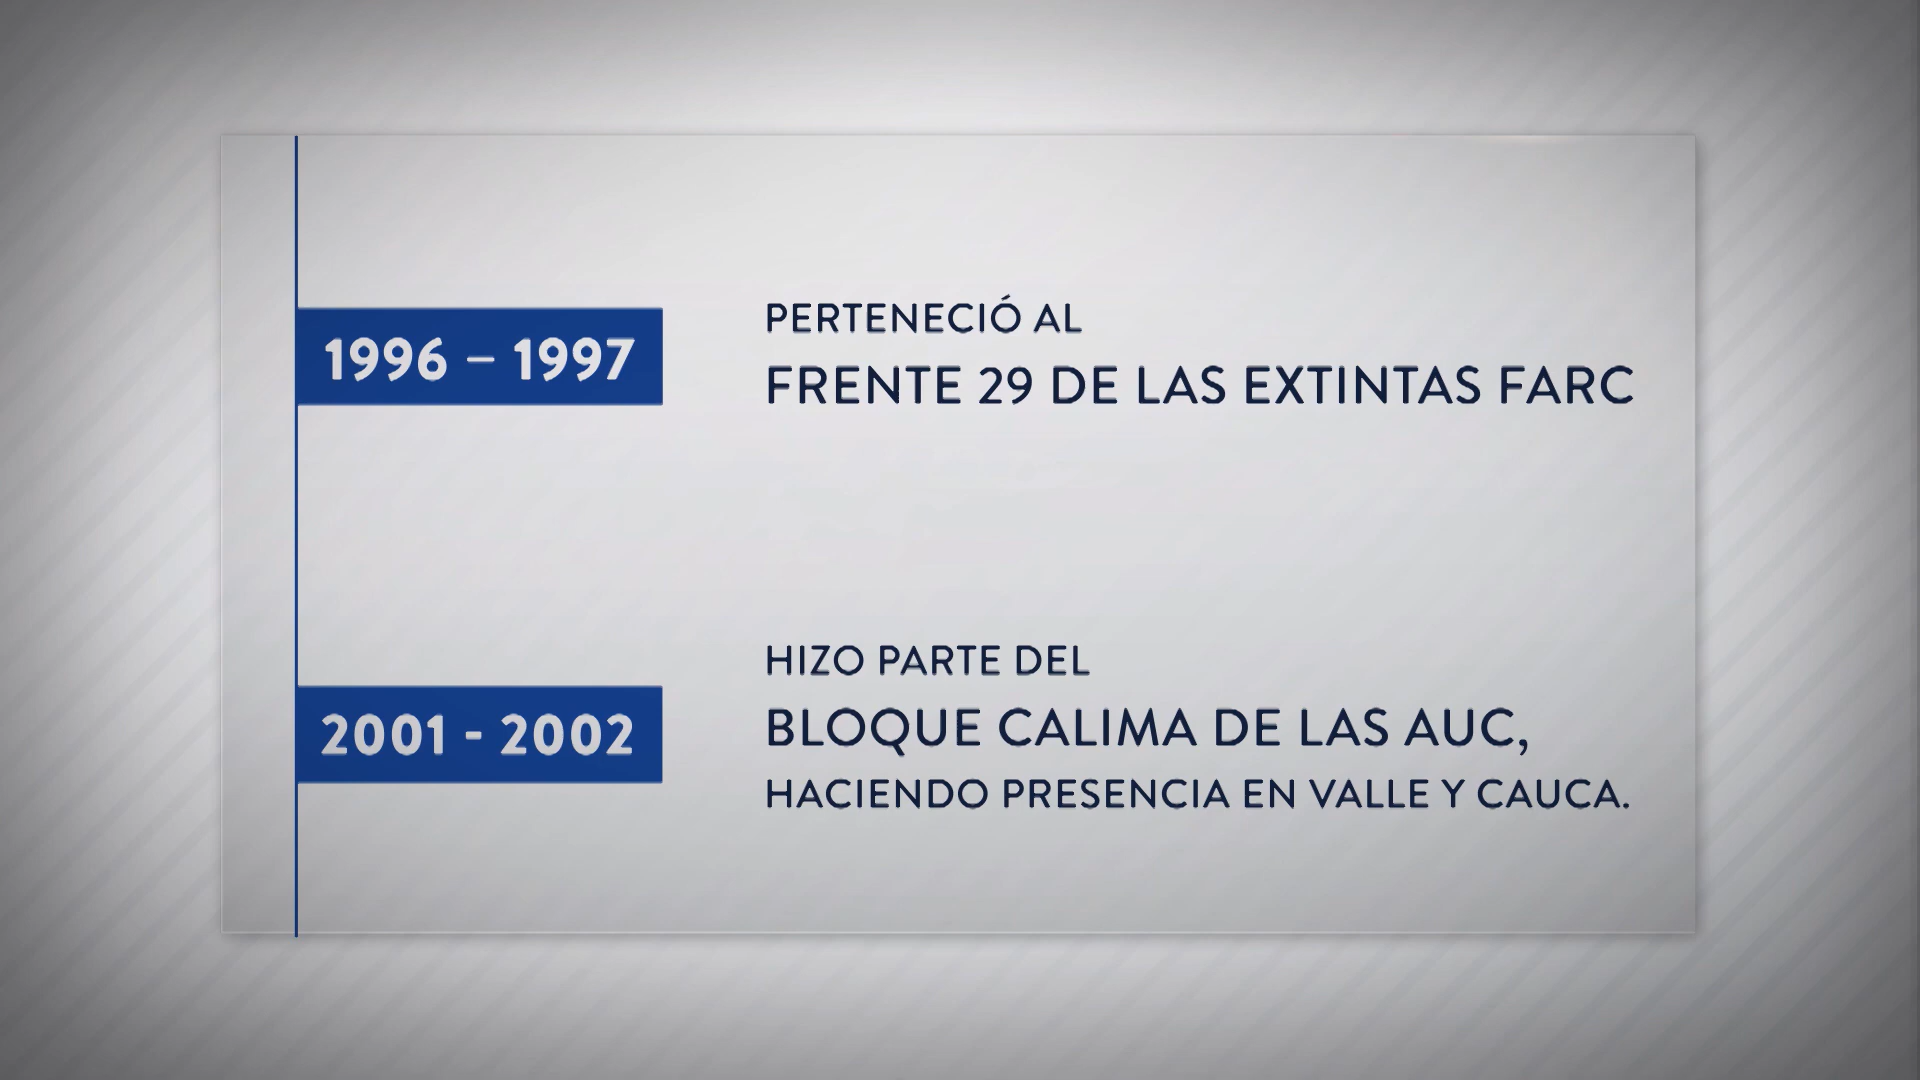 1996 – 1997
PERTENECIÓ AL
FRENTE 29 DE LAS EXTINTAS FARC
2001 - 2002
HIZO PARTE DEL
BLOQUE CALIMA DE LAS AUC,
HACIENDO PRESENCIA EN VALLE Y CAUCA.